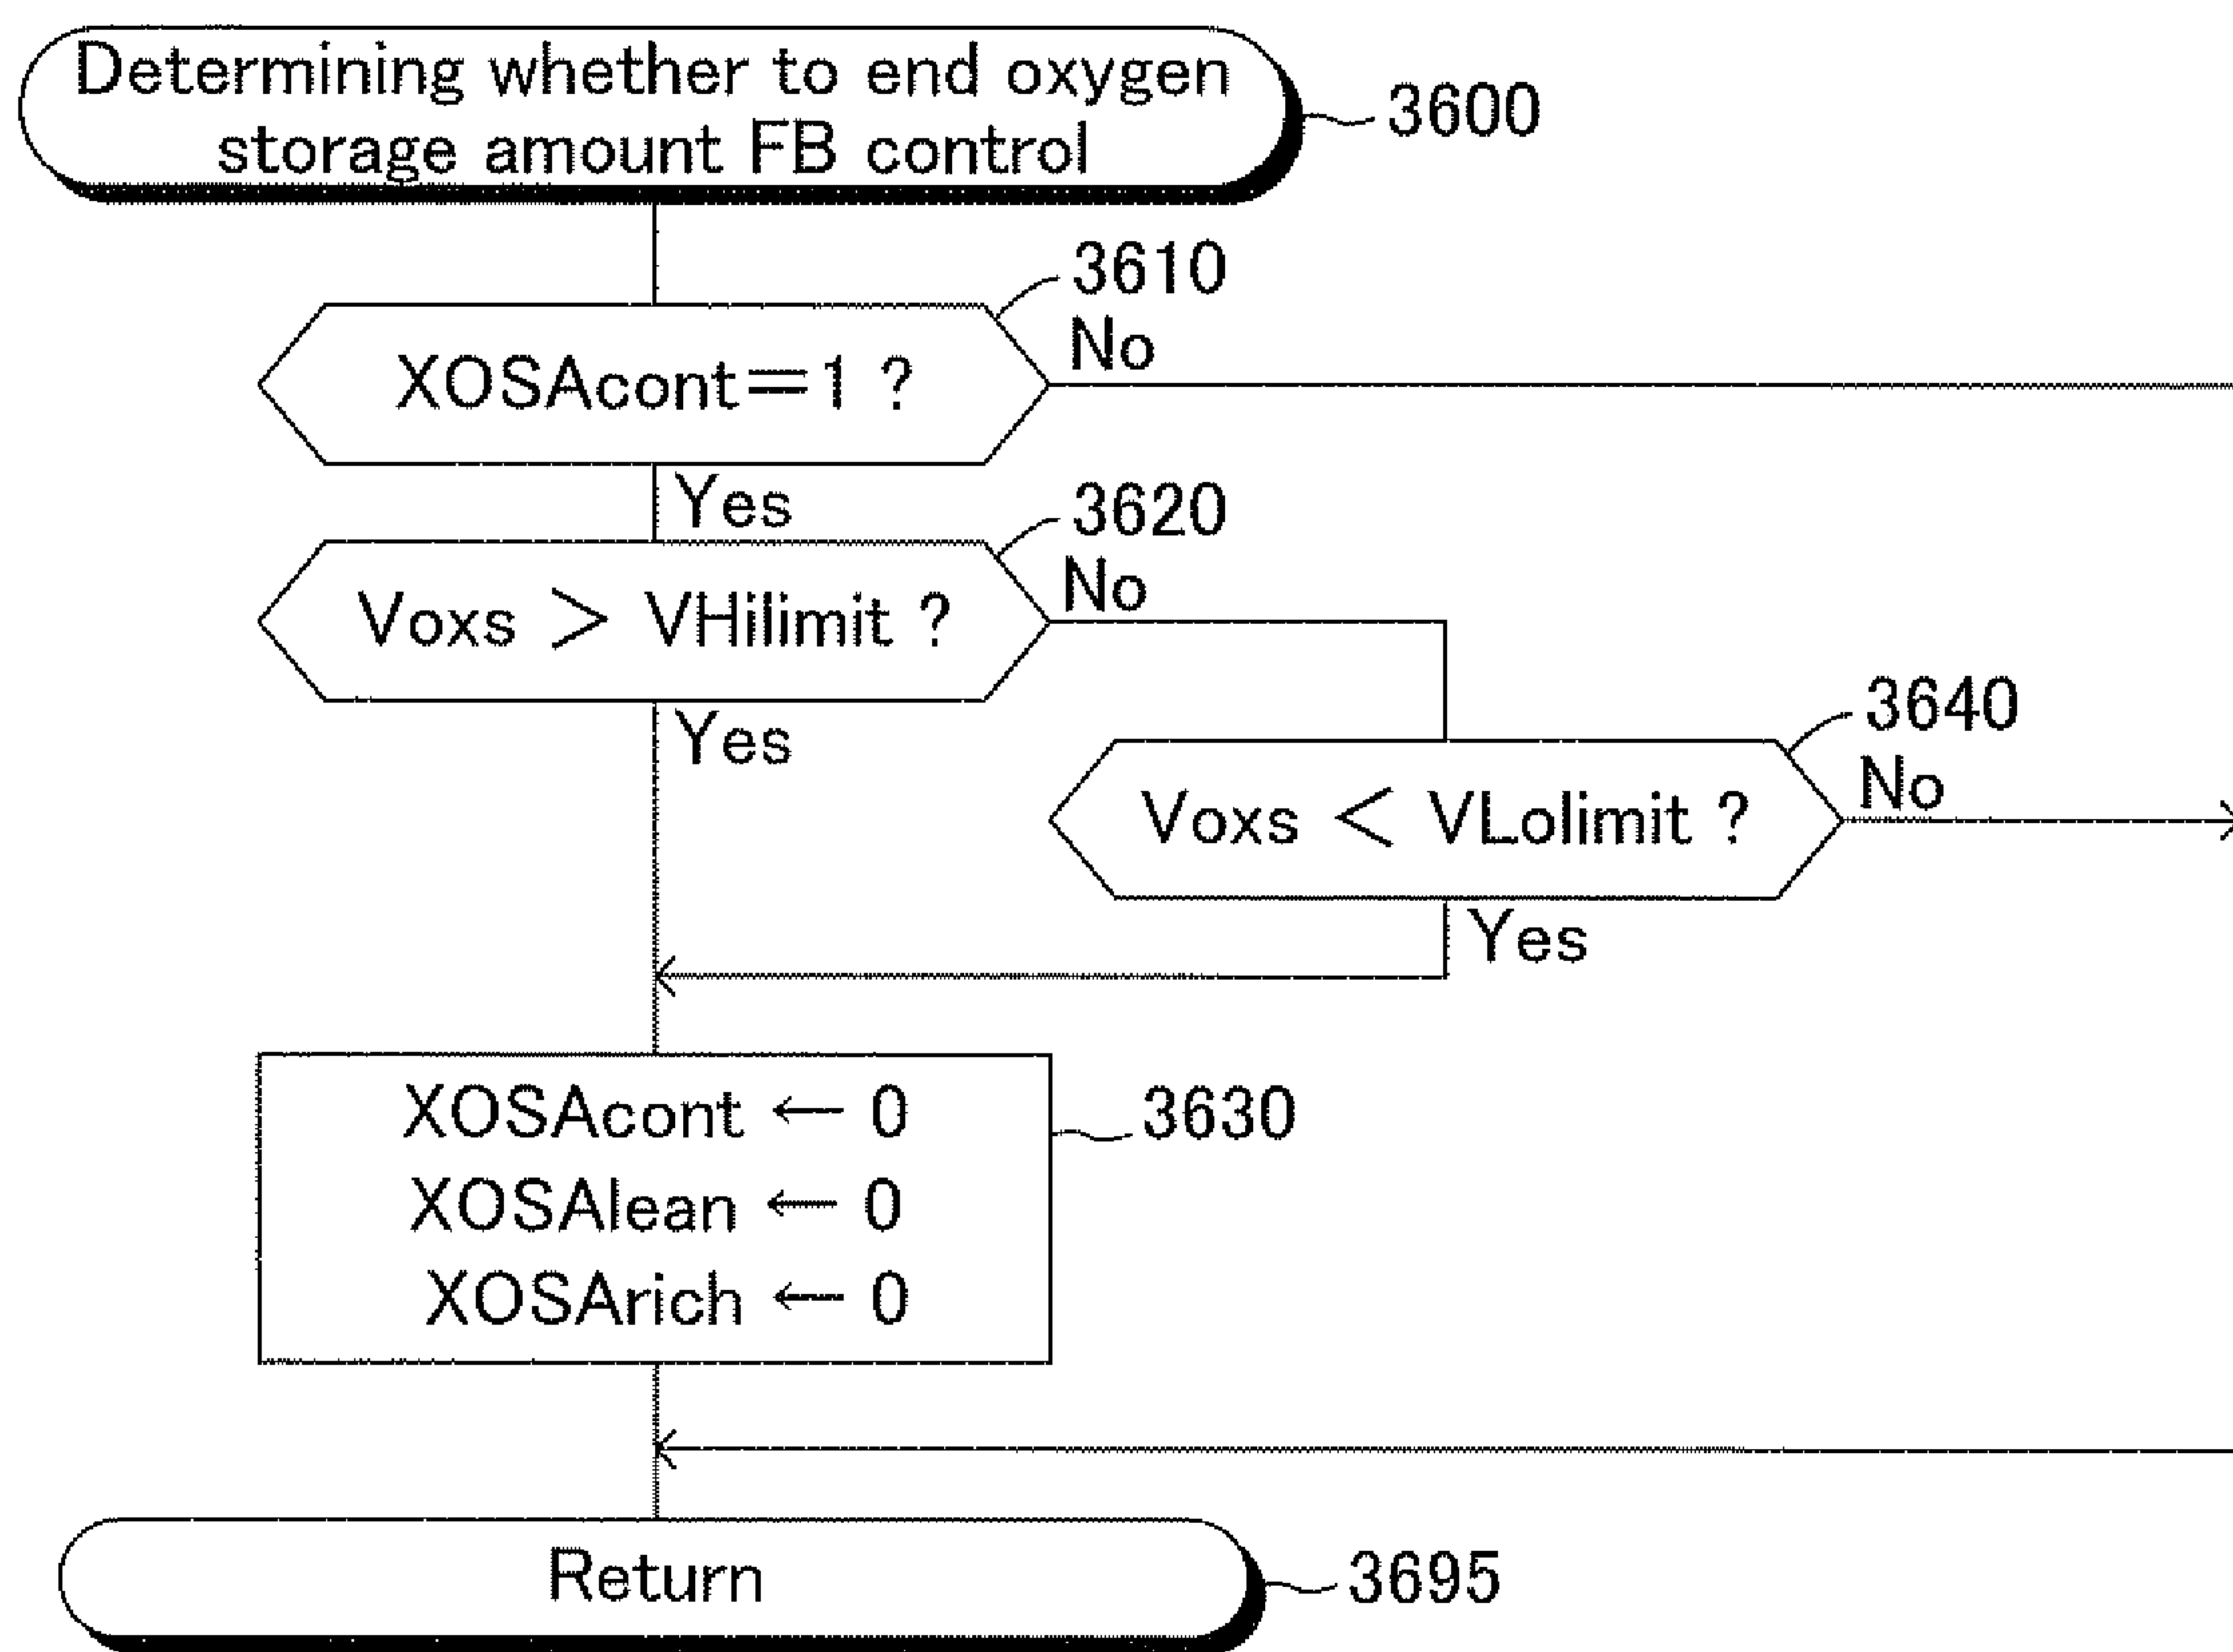 Determining whether to end oxygen
storage amount FB control
3600
3610
XOSAcont=1 ?
No
Yes
3620
Voxs > VHilimit ?
No
Yes
3640
Voxs < VLolimit ?
No
Yes
XOSAcont ← 0
XOSAlean ← 0
XOSArich ← 0
3630
Return
3695